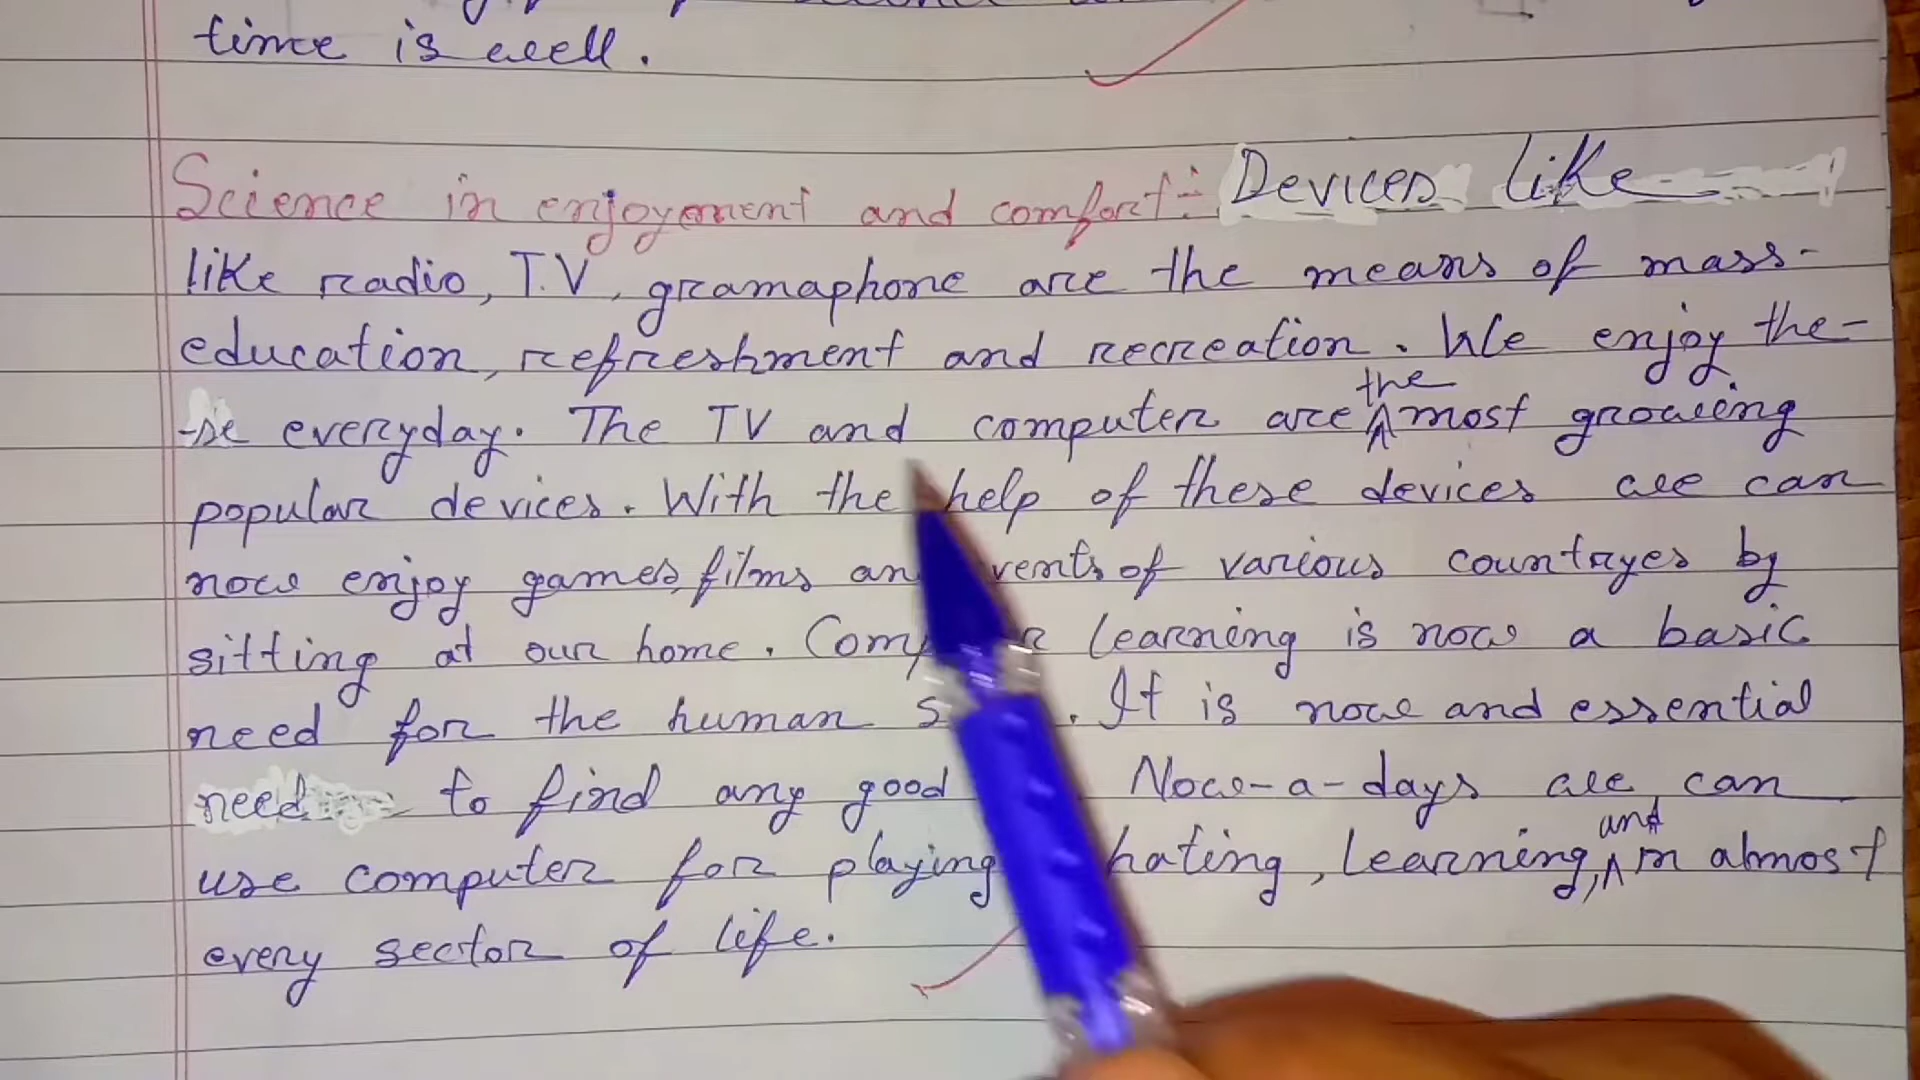 time is well.
Science in enjoyement and comfort:- Devices like
like radio, T.V, gramaphone are the means of mass-
education, refreshment and recreation. We enjoy the-
-se everyday. The TV and computer are the most growing
popular devices. With the help of these devices we can
now enjoy games, films an vents of various countryes by
sitting at our home. Comp r learning is now a basic
need for the human s . It is now and essential
need to find any good Now-a-days we can
use computer for playing hating, learning, and in almost
every sector of life.